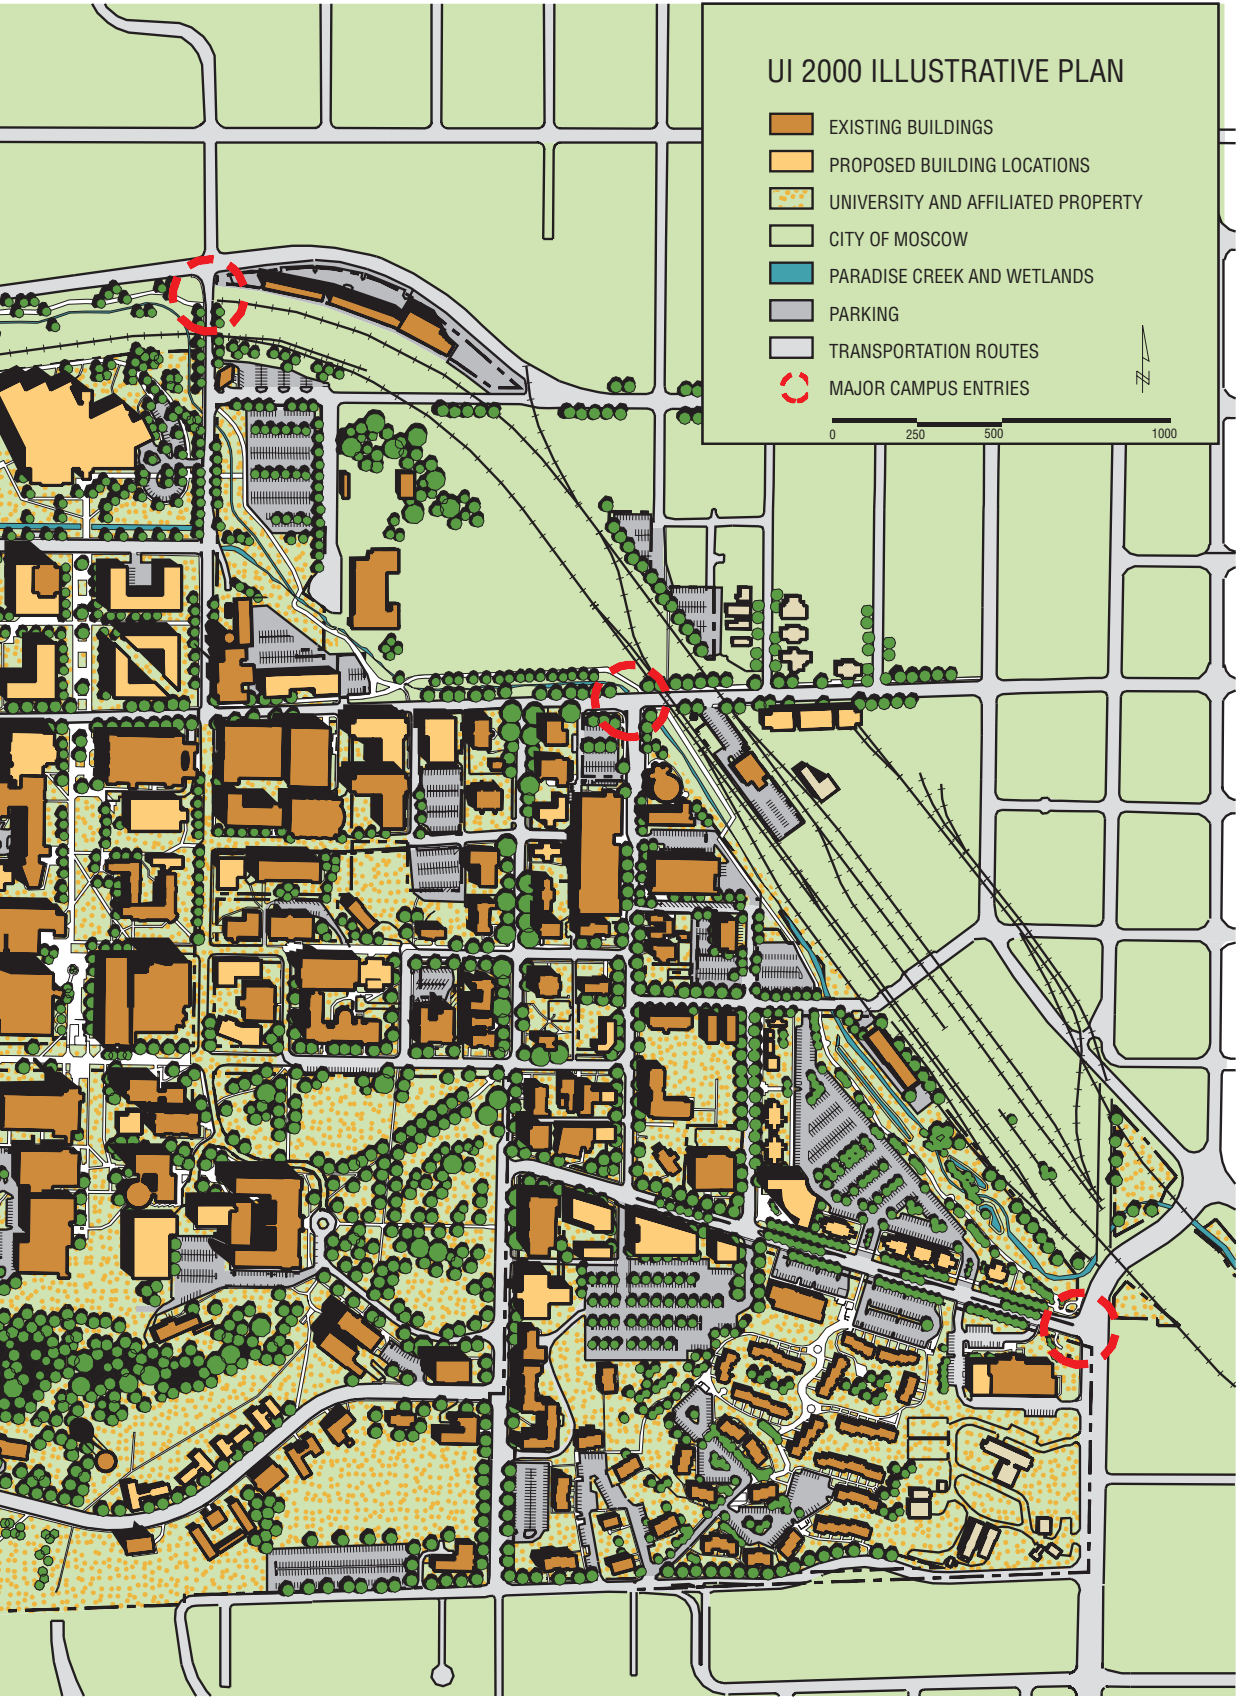 UI 2000 ILLUSTRATIVE PLAN
EXISTING BUILDINGS
PROPOSED BUILDING LOCATIONS
UNIVERSITY AND AFFILIATED PROPERTY
CITY OF MOSCOW
PARADISE CREEK AND WETLANDS
PARKING
TRANSPORTATION ROUTES
MAJOR CAMPUS ENTRIES
0 250 500 1000